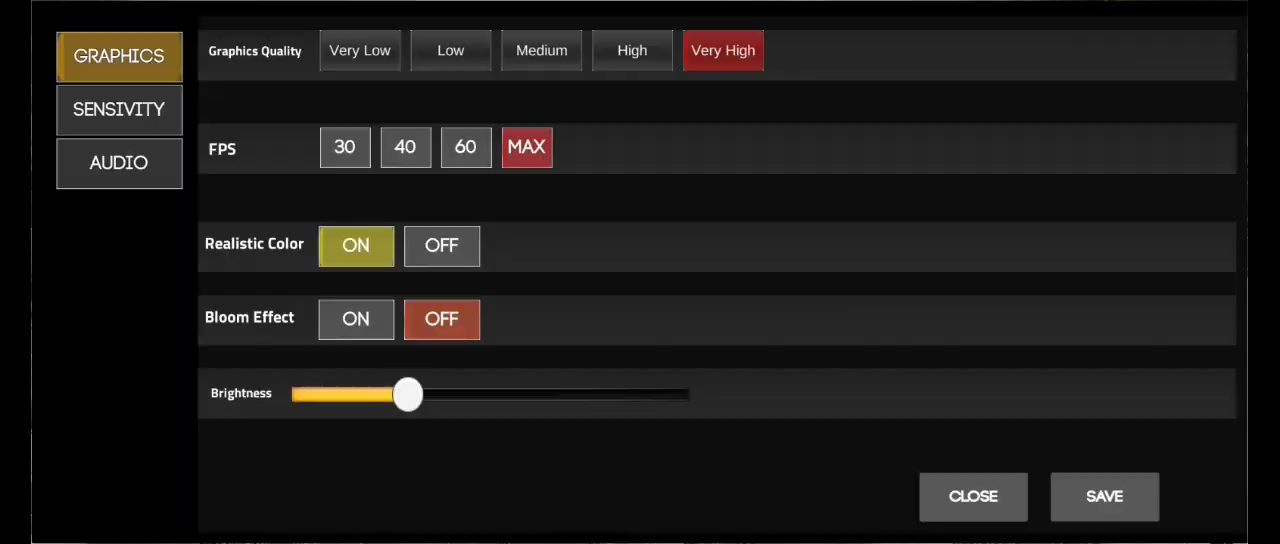 GRAPHICS
SENSIVITY
AUDIO
Graphics Quality Very Low Low Medium High Very High
FPS 30 40 60 MAX
Realistic Color ON OFF
Bloom Effect ON OFF
Brightness
CLOSE SAVE